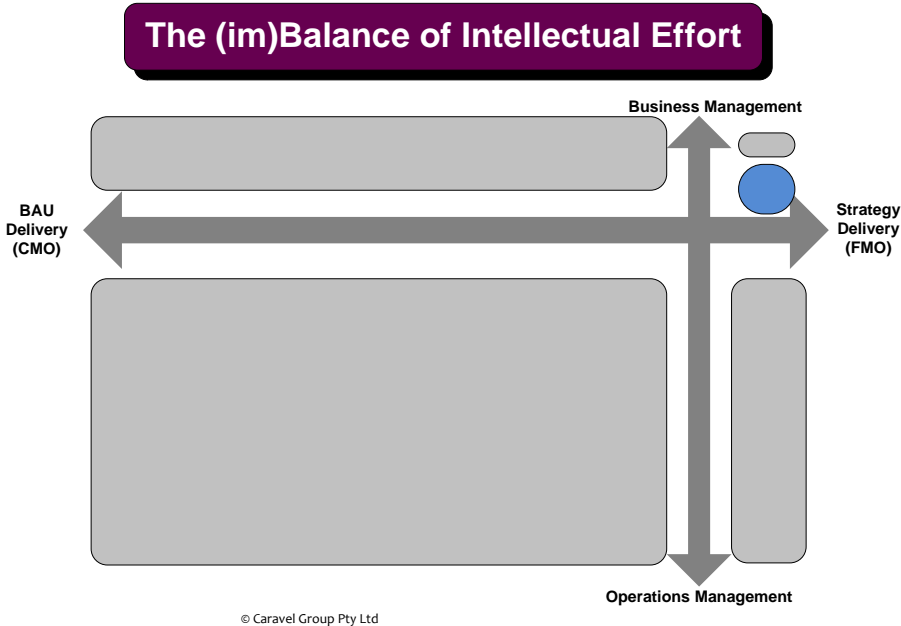 The (im)Balance of Intellectual Effort
Business Management
BAU
Delivery
(CMO)
Strategy
Delivery
(FMO)
Operations Management
© Caravel Group Pty Ltd